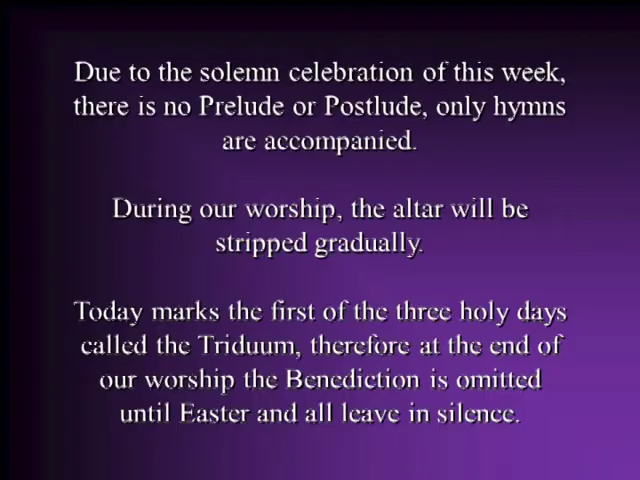 Due to the solemn celebration of this week,
there is no Prelude or Postlude, only hymns
are accompanied.
During our worship, the altar will be
stripped gradually.
Today marks the first of the three holy days
called the Triduum, therefore at the end of
our worship the Benediction is omitted
until Easter and all leave in silence.